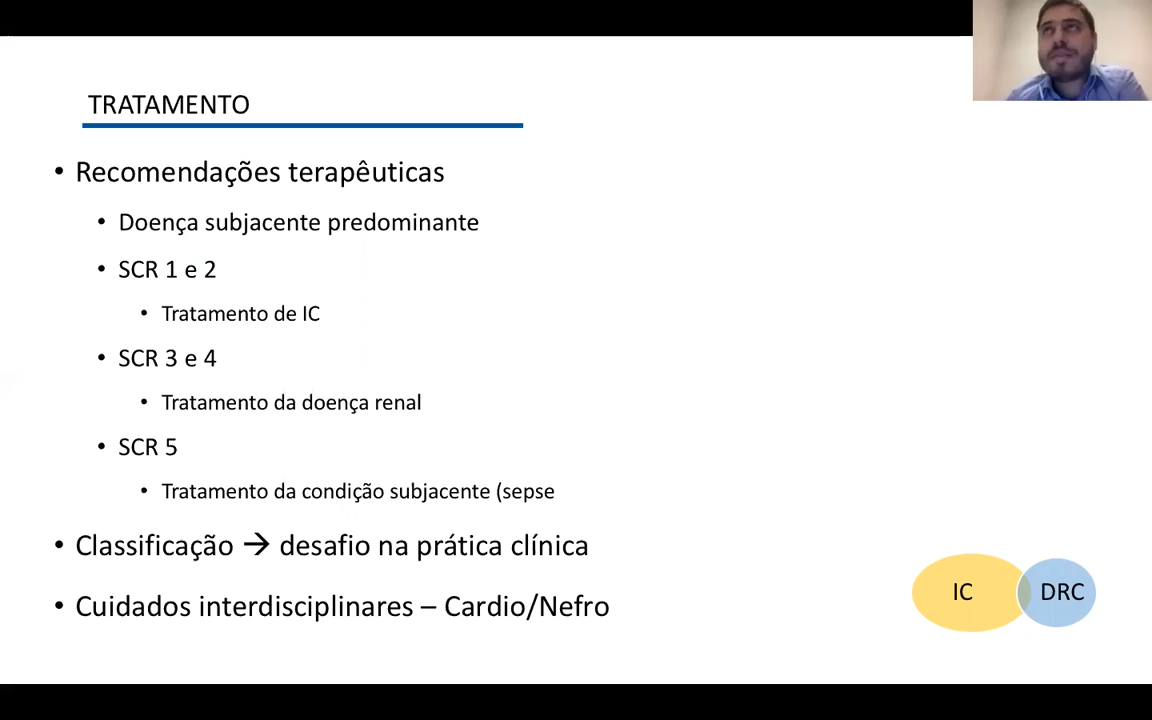 TRATAMENTO
• Recomendações terapêuticas
• Doença subjacente predominante
• SCR 1 e 2
• Tratamento de IC
• SCR 3 e 4
• Tratamento da doença renal
• SCR 5
• Tratamento da condição subjacente (sepse
• Classificação → desafio na prática clínica
• Cuidados interdisciplinares – Cardio/Nefro
IC DRC